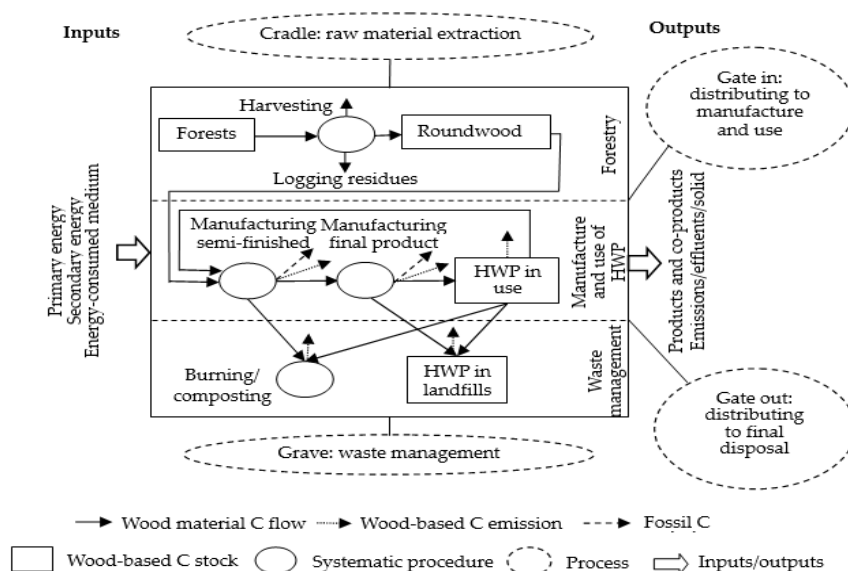 Inputs
Cradle: raw material extraction
Outputs
Gate in:
distributing to
manufacture
and use
Harvesting
Forests
Roundwood
Logging residues
Forestry
Primary energy
Secondary energy
Energy-consumed medium
Manufacturing
semi-finished
Manufacturing
final product
HWP in
use
Manufacture
and use of
HWP
Products and co-products
Emissions/effluents/solid
Burning/
composting
HWP in
landfills
Waste
management
Gate out:
distributing
to final
disposal
Grave: waste management
Wood material C flow
Wood-based C emission
Fossil C
Wood-based C stock
Systematic procedure
Process
Inputs/outputs